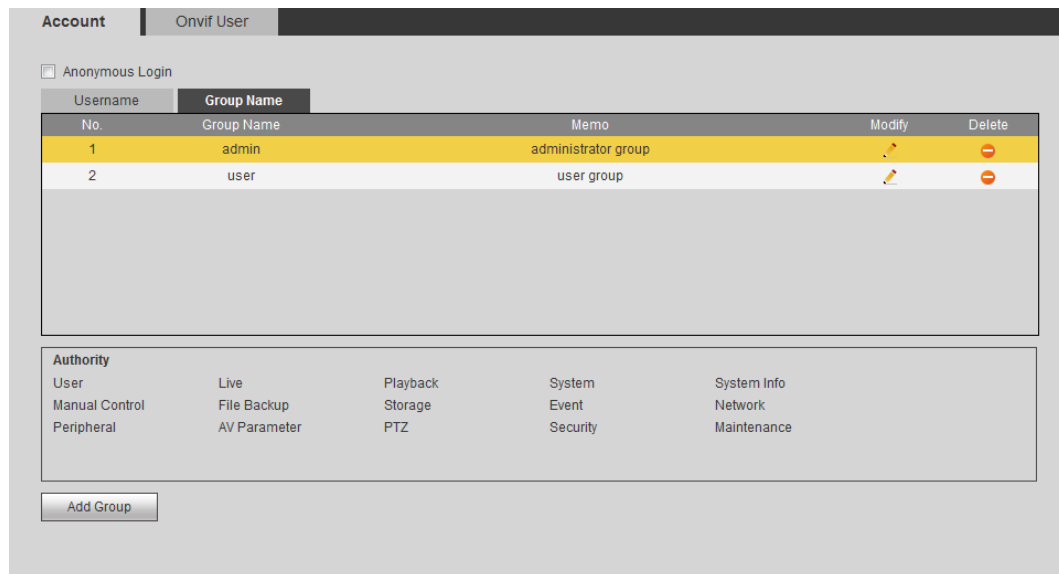 Account Onvif User
Anonymous Login
Username Group Name
No. Group Name Memo Modify Delete
1 admin administrator group
2 user user group
Authority
User Live Playback System System Info
Manual Control File Backup Storage Event Network
Peripheral AV Parameter PTZ Security Maintenance
Add Group